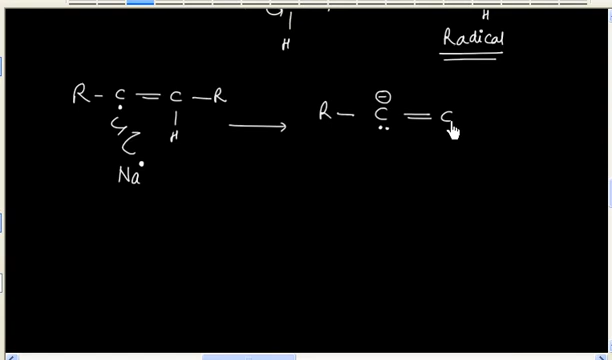 H
H
Radical
R - C = C - R
H
Na
R - C = C
⊖